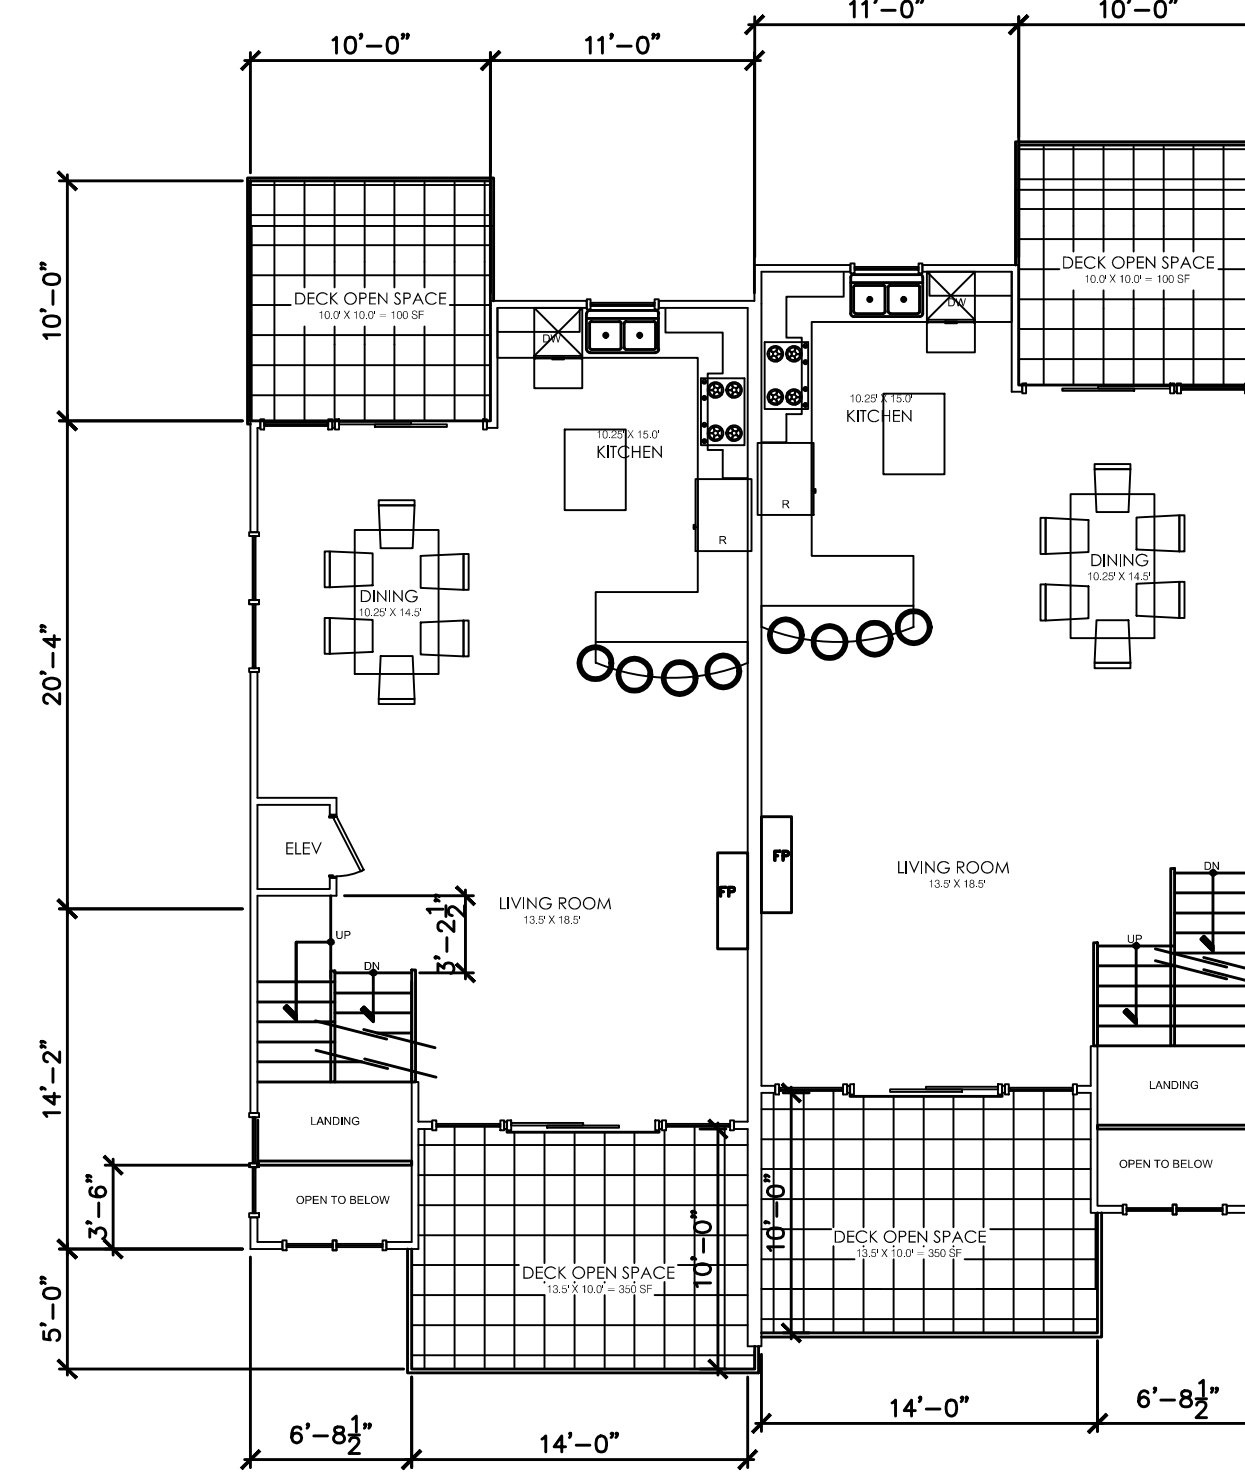 11'-0"
10'-0"
10'-0"
11'-0"
DECK OPEN SPACE
10.0' X 10.0' = 100 SF
DECK OPEN SPACE
10.0' X 10.0' = 100 SF
10'-0"
DW
DW
10.25' X 15.0'
KITCHEN
10.25' X 15.0'
KITCHEN
R
R
DINING
10.25' X 14.5'
DINING
10.25' X 14.5'
20'-4"
ELEV
FP
FP
LIVING ROOM
13.5' X 18.5'
LIVING ROOM
13.5' X 18.5'
3'-2 1/2"
UP
DN
UP
DN
14'-2"
LANDING
LANDING
OPEN TO BELOW
OPEN TO BELOW
3'-6"
10'-0"
10'-0"
DECK OPEN SPACE
13.5' X 10.0' = 350 SF
DECK OPEN SPACE
13.5' X 10.0' = 350 SF
5'-0"
6'-8 1/2"
14'-0"
14'-0"
6'-8 1/2"